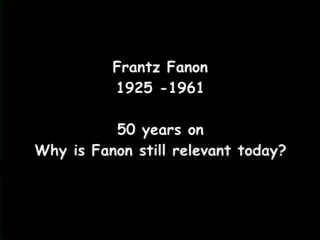 Frantz Fanon
1925 -1961
50 years on
Why is Fanon still relevant today?